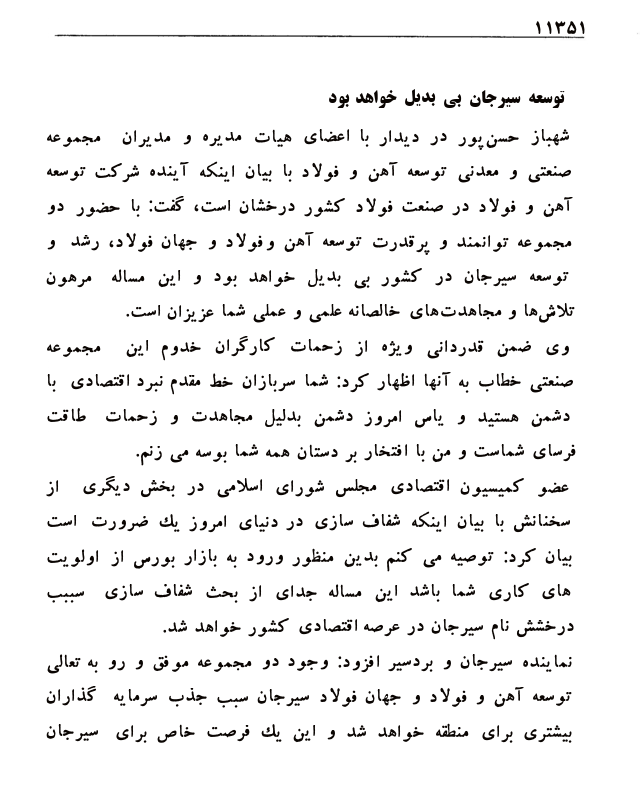 ۱۱۳۵۱
توسعه سیرجان بی بدیل خواهد بود
شهباز حسن‌پور در دیدار با اعضای هیات مدیره و مدیران مجموعه
صنعتی و معدنی توسعه آهن و فولاد با بیان اینکه آینده شرکت توسعه
آهن و فولاد در صنعت فولاد کشور درخشان است، گفت: با حضور دو
مجموعه توانمند و پرقدرت توسعه آهن وفولاد و جهان فولاد، رشد و
توسعه سیرجان در کشور بی بدیل خواهد بود و این مساله مرهون
تلاش‌ها و مجاهدت‌های خالصانه علمی و عملی شما عزیزان است.
وی ضمن قدردانی ویژه از زحمات کارگران خدوم این مجموعه
صنعتی خطاب به آنها اظهار کرد: شما سربازان خط مقدم نبرد اقتصادی با
دشمن هستید و یاس امروز دشمن بدلیل مجاهدت و زحمات طاقت
فرسای شماست و من با افتخار بر دستان همه شما بوسه می زنم.
عضو کمیسیون اقتصادی مجلس شورای اسلامی در بخش دیگری از
سخنانش با بیان اینکه شفاف سازی در دنیای امروز یك ضرورت است
بیان کرد: توصیه می کنم بدین منظور ورود به بازار بورس از اولویت
های کاری شما باشد این مساله جدای از بحث شفاف سازی سببب
درخشش نام سیرجان در عرصه اقتصادی کشور خواهد شد.
نماینده سیرجان و بردسیر افزود: وجود دو مجموعه موفق و رو به تعالی
توسعه آهن و فولاد و جهان فولاد سیرجان سبب جذب سرمایه گذاران
بیشتری برای منطقه خواهد شد و این یك فرصت خاص برای سیرجان